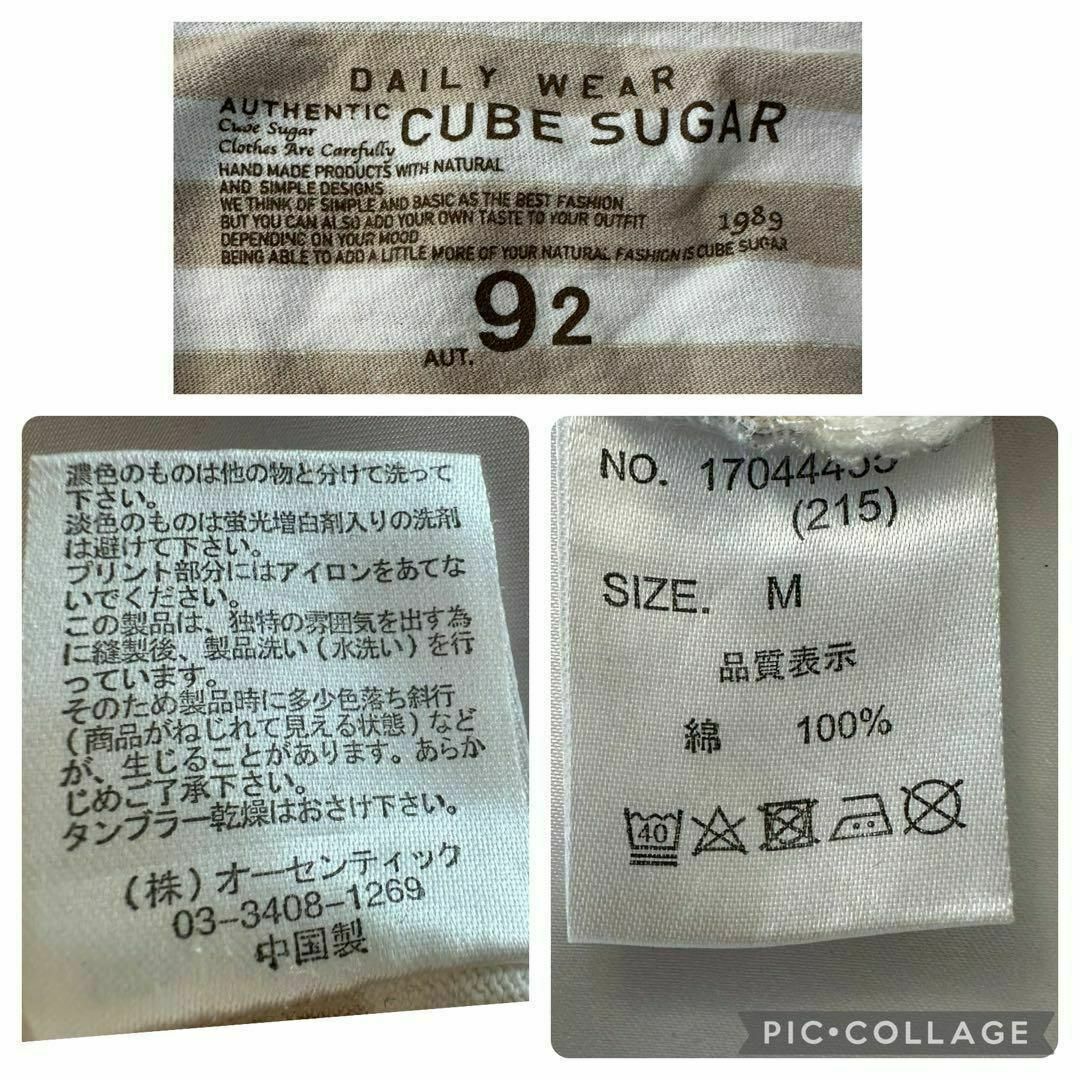 DAILY WEAR
AUTHENTIC
Cube Sugar
Clothes Are Carefully
CUBE SUGAR
HAND MADE PRODUCTS WITH NATURAL
AND SIMPLE DESIGNS
WE THINK OF SIMPLE AND BASIC AS THE BEST FASHION
BUT YOU CAN ALSO ADD YOUR OWN TASTE TO YOUR OUTFIT
1989
DEPENDING ON YOUR MOOD
BEING ABLE TO ADD A LITTLE MORE OF YOUR NATURAL FASHION IS CUBE SUGAR
AUT. 92
濃色のものは他の物と分けて洗って
下さい。
淡色のものは蛍光増白剤入りの洗剤
は避けて下さい。
プリント部分にはアイロンをあてな
いでください。
この製品は、独特の雰囲気を出す為
に縫製後、製品洗い(水洗い)を行
っています。
そのため製品時に多少色落ち斜行
(商品がねじれて見える状態)など
が、生じることがあります。あらか
じめご了承下さい。
タンブラー乾燥はおさけ下さい。
(株)オーセンティック
03-3408-1269
中国製
NO.
(215)
SIZE. M
品質表示
綿 100%
40
PIC•COLLAGE